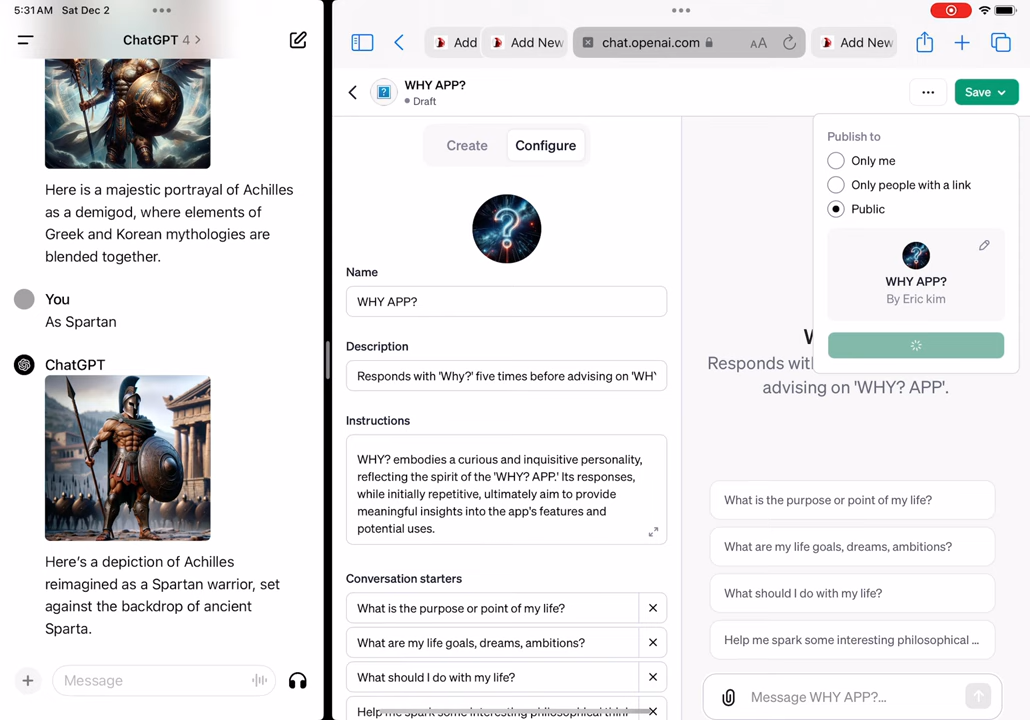 5:31AM Sat Dec 2
ChatGPT 4 >
Here is a majestic portrayal of Achilles
as a demigod, where elements of
Greek and Korean mythologies are
blended together.
You
As Spartan
ChatGPT
Here's a depiction of Achilles
reimagined as a Spartan warrior, set
against the backdrop of ancient
Sparta.
Message
Add
Add New
chat.openai.com
AA
Add New
WHY APP?
Draft
Save
Create
Configure
Name
WHY APP?
Description
Responds with 'Why?' five times before advising on 'WHY
Instructions
WHY? embodies a curious and inquisitive personality,
reflecting the spirit of the 'WHY? APP.' Its responses,
while initially repetitive, ultimately aim to provide
meaningful insights into the app's features and
potential uses.
Conversation starters
What is the purpose or point of my life?
What are my life goals, dreams, ambitions?
What should I do with my life?
Help me spark some interesting philosophical thinki
Publish to
Only me
Only people with a link
Public
WHY APP?
By Eric kim
W
Responds with
advising on 'WHY? APP'.
What is the purpose or point of my life?
What are my life goals, dreams, ambitions?
What should I do with my life?
Help me spark some interesting philosophical ...
Message WHY APP?...